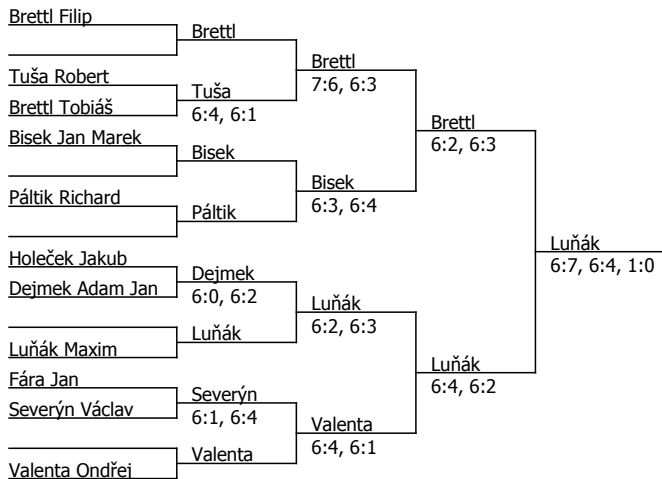 Brettl Filip
Brettl
Brettl
7:6, 6:3
Tuša Robert
Tuša
6:4, 6:1
Brettl Tobiáš
Brettl
6:2, 6:3
Bisek Jan Marek
Bisek
Bisek
6:3, 6:4
Páltik Richard
Páltik
Luňák
6:7, 6:4, 1:0
Holeček Jakub
Dejmek
6:0, 6:2
Dejmek Adam Jan
Luňák
6:2, 6:3
Luňák
Luňák Maxim
Luňák
6:4, 6:2
Fára Jan
Severýn
6:1, 6:4
Severýn Václav
Valenta
6:4, 6:1
Valenta
Valenta Ondřej